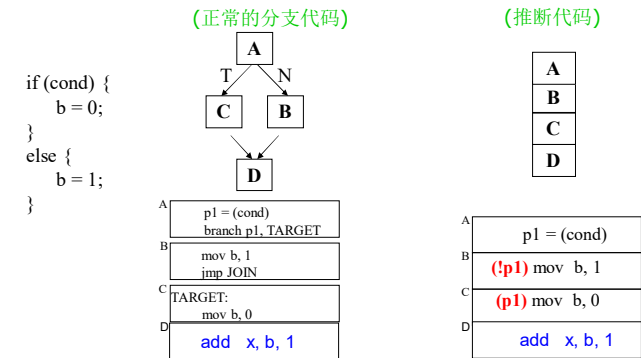 (正常的分支代码)
(推断代码)
if (cond) {
b = 0;
}
else {
b = 1;
}
A
T
N
C
B
D
A
p1 = (cond)
branch p1, TARGET
B
mov b, 1
jmp JOIN
C
TARGET:
mov b, 0
D
add x, b, 1
A
B
C
D
A
p1 = (cond)
B
(!p1) mov b, 1
C
(p1) mov b, 0
D
add x, b, 1